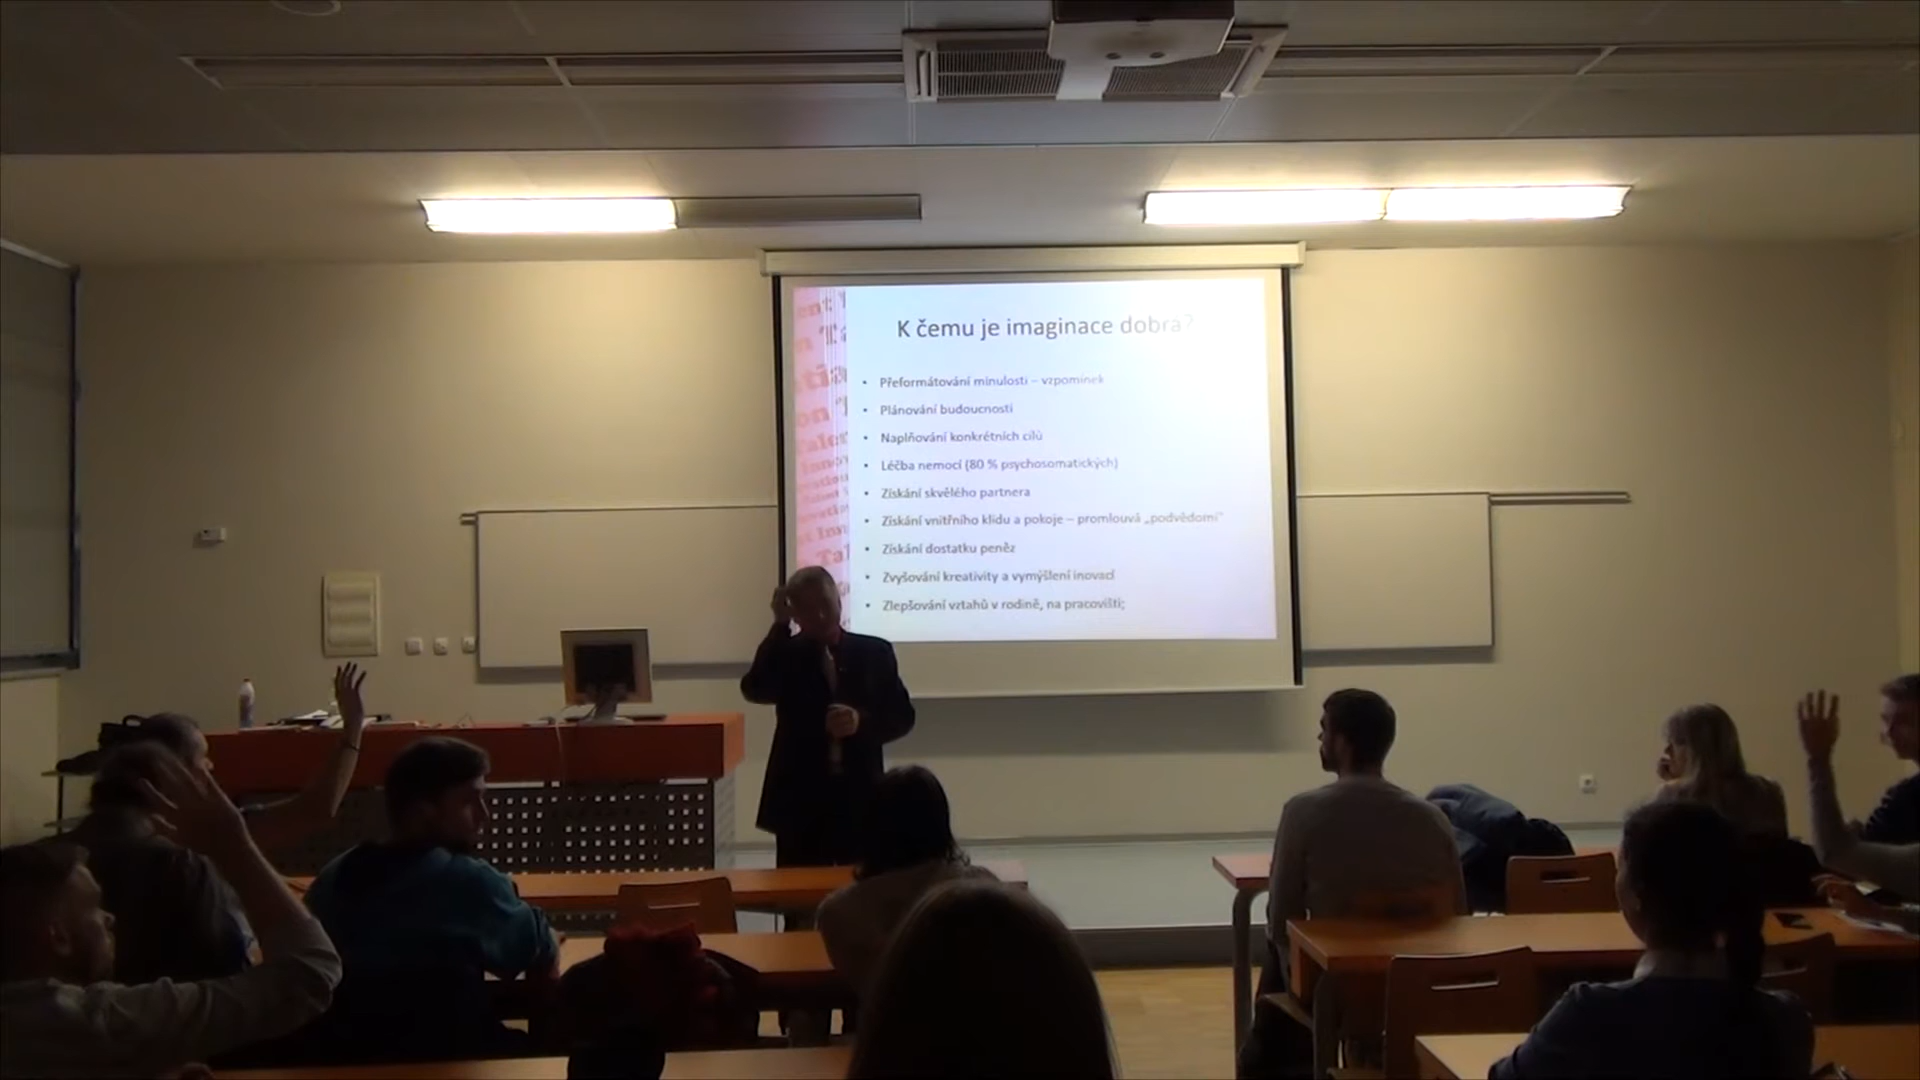 K čemu je imaginace dobrá?
• Přeformátování minulosti – vzpomínek
• Plánování budoucnosti
• Naplňování konkrétních cílů
• Léčba nemocí (80 % psychosomatických)
• Získání skvělého partnera
• Získání vnitřního klidu a pokoje – promlouvá „podvědomí"
• Získání dostatku peněz
• Zvyšování kreativity a vymýšlení inovací
• Zlepšování vztahů v rodině, na pracovišti;